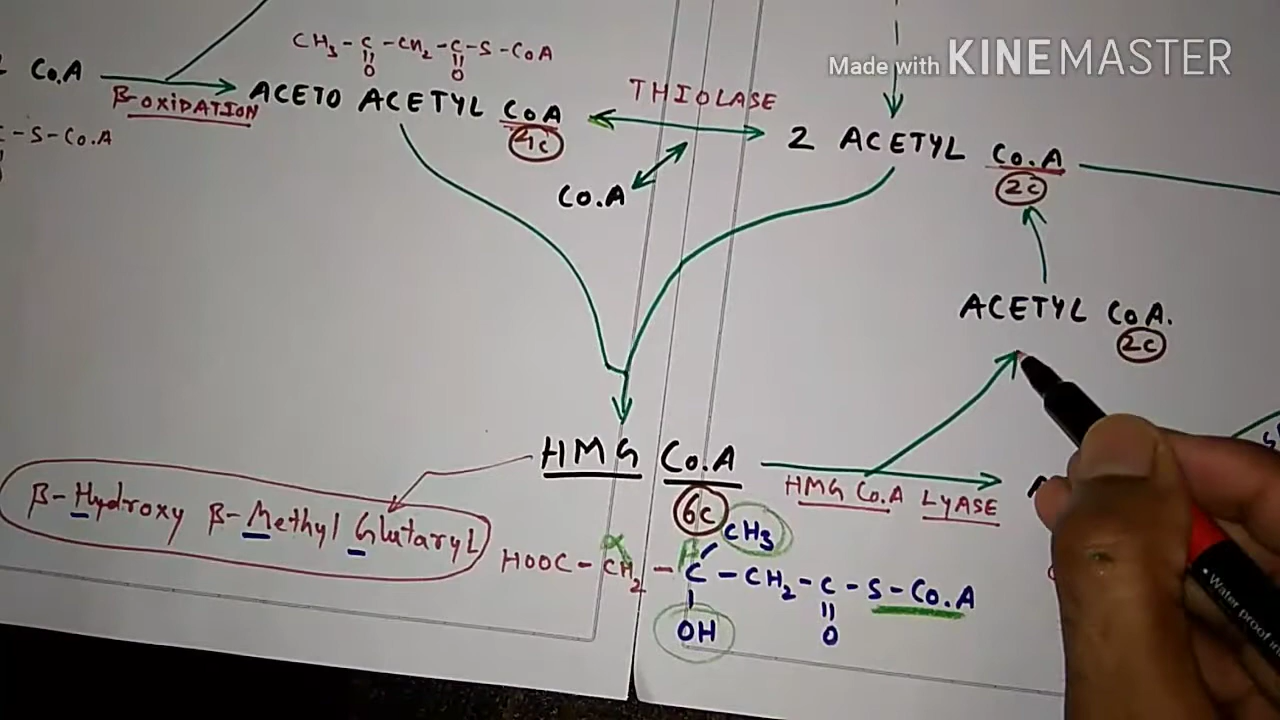 Made with KINEMASTER
CH3-C-CH2-C-S-CoA
O O
Co.A
β-OXIDATION
ACETO ACETYL CoA
4C
THIOLASE
2 ACETYL Co.A
2C
-S-Co.A
Co.A
ACETYL CoA.
2C
HMG Co.A
6C
HMG Co.A LYASE
β-Hydroxy β-Methyl Glutaryl
α β CH3
HOOC-CH2-C-CH2-C-S-Co.A
OH O